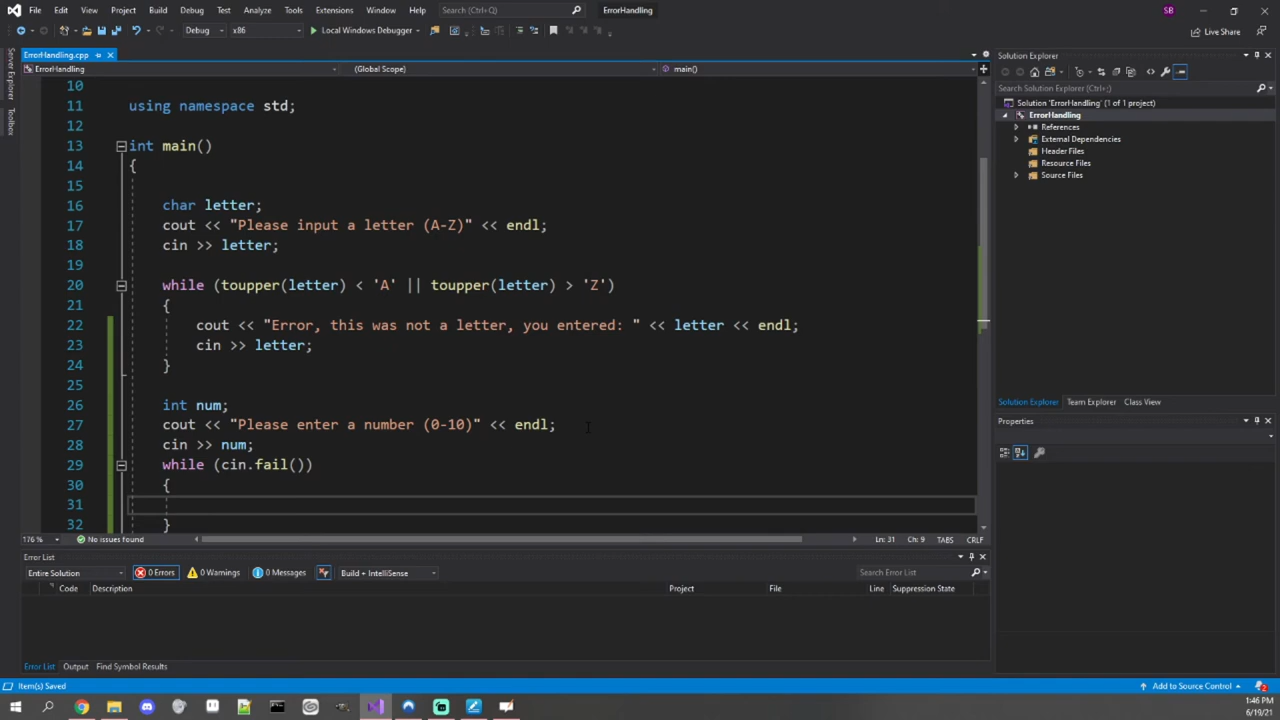 File Edit View Git Project Build Debug Test Analyze Tools Extensions Window Help Search (Ctrl+Q) ErrorHandling SB
Debug x86 Local Windows Debugger Live Share
ErrorHandling.cpp
ErrorHandling (Global Scope) main()
Server Explorer
Toolbox
10
11 using namespace std;
12
13 int main()
14 {
15
16 char letter;
17 cout << "Please input a letter (A-Z)" << endl;
18 cin >> letter;
19
20 while (toupper(letter) < 'A' || toupper(letter) > 'Z')
21 {
22 cout << "Error, this was not a letter, you entered: " << letter << endl;
23 cin >> letter;
24 }
25
26 int num;
27 cout << "Please enter a number (0-10)" << endl;
28 cin >> num;
29 while (cin.fail())
30 {
31
32 }
176 % No issues found Ln: 31 Ch: 9 TABS CRLF
Solution Explorer
Search Solution Explorer (Ctrl+;)
Solution 'ErrorHandling' (1 of 1 project)
ErrorHandling
References
External Dependencies
Header Files
Resource Files
Source Files
Solution Explorer Team Explorer Class View
Properties
Error List
Entire Solution 0 Errors 0 Warnings 0 Messages Build + IntelliSense Search Error List
Code Description Project File Line Suppression State
Error List Output Find Symbol Results
Item(s) Saved Add to Source Control 2
1:46 PM
6/19/21